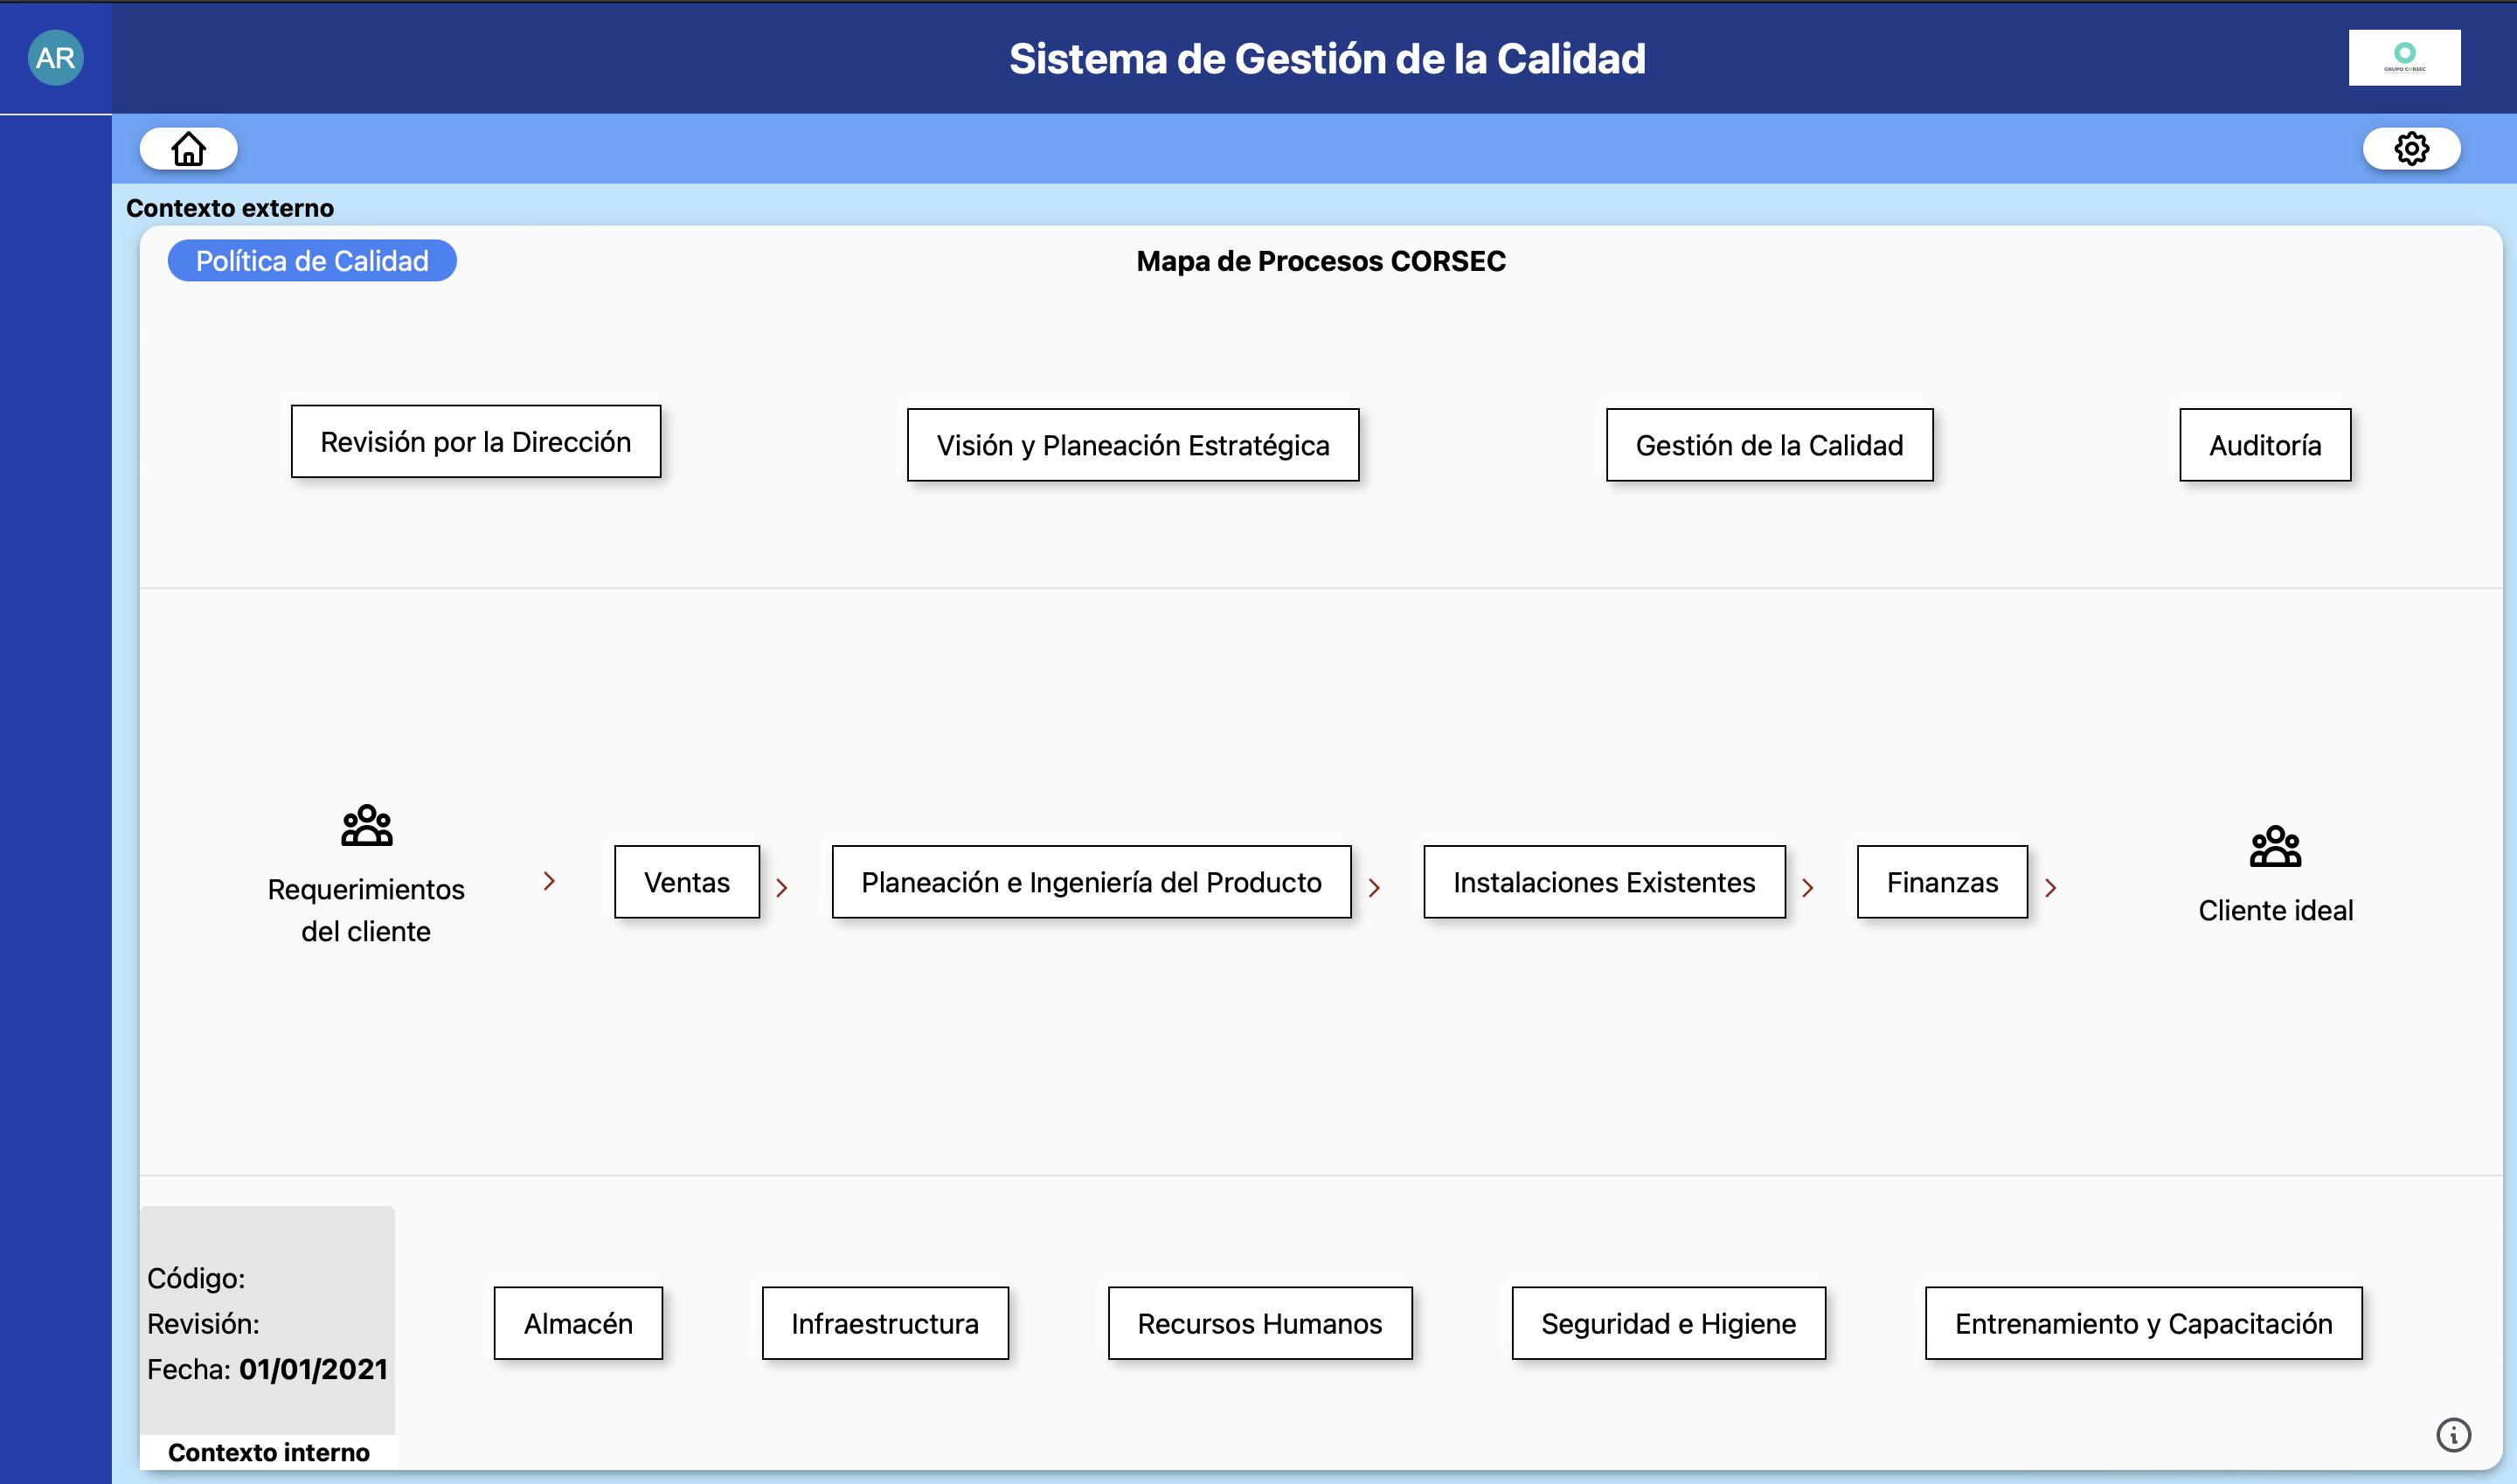 AR
Sistema de Gestión de la Calidad
GRUPO CORSEC
Contexto externo
Política de Calidad
Mapa de Procesos CORSEC
Revisión por la Dirección
Visión y Planeación Estratégica
Gestión de la Calidad
Auditoría
Requerimientos
del cliente
Ventas
Planeación e Ingeniería del Producto
Instalaciones Existentes
Finanzas
Cliente ideal
Código:
Revisión:
Fecha: 01/01/2021
Almacén
Infraestructura
Recursos Humanos
Seguridad e Higiene
Entrenamiento y Capacitación
Contexto interno